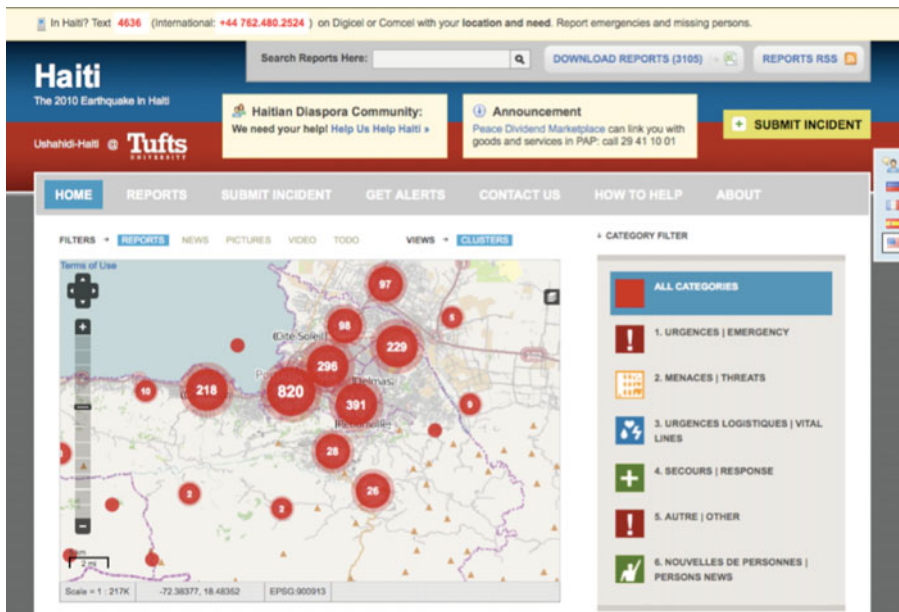 In Haiti? Text 4636 (International: +44 762.480.2524) on Digicel or Comcel with your location and need. Report emergencies and missing persons.
Search Reports Here:
DOWNLOAD REPORTS (3105)
REPORTS RSS
Haiti
The 2010 Earthquake in Haiti
Haitian Diaspora Community:
We need your help! Help Us Help Haiti »
Announcement
Peace Dividend Marketplace can link you with
goods and services in PAP: call 29 41 10 01
SUBMIT INCIDENT
Ushahidi-Haiti @ Tufts
UNIVERSITY
HOME REPORTS SUBMIT INCIDENT GET ALERTS CONTACT US HOW TO HELP ABOUT
FILTERS → REPORTS NEWS PICTURES VIDEO TODO VIEWS → CLUSTERS
CATEGORY FILTER
Terms of Use
97
98
5
(Cité Soleil)
229
296
10
218
820
Delmas
391
9
28
2
26
2
2 mi
Scale = 1 : 217K
-72.38377, 18.48352
EPSG:900913
ALL CATEGORIES
1. URGENCES | EMERGENCY
2. MENACES | THREATS
3. URGENCES LOGISTIQUES | VITAL
LINES
4. SECOURS | RESPONSE
5. AUTRE | OTHER
6. NOUVELLES DE PERSONNES |
PERSONS NEWS